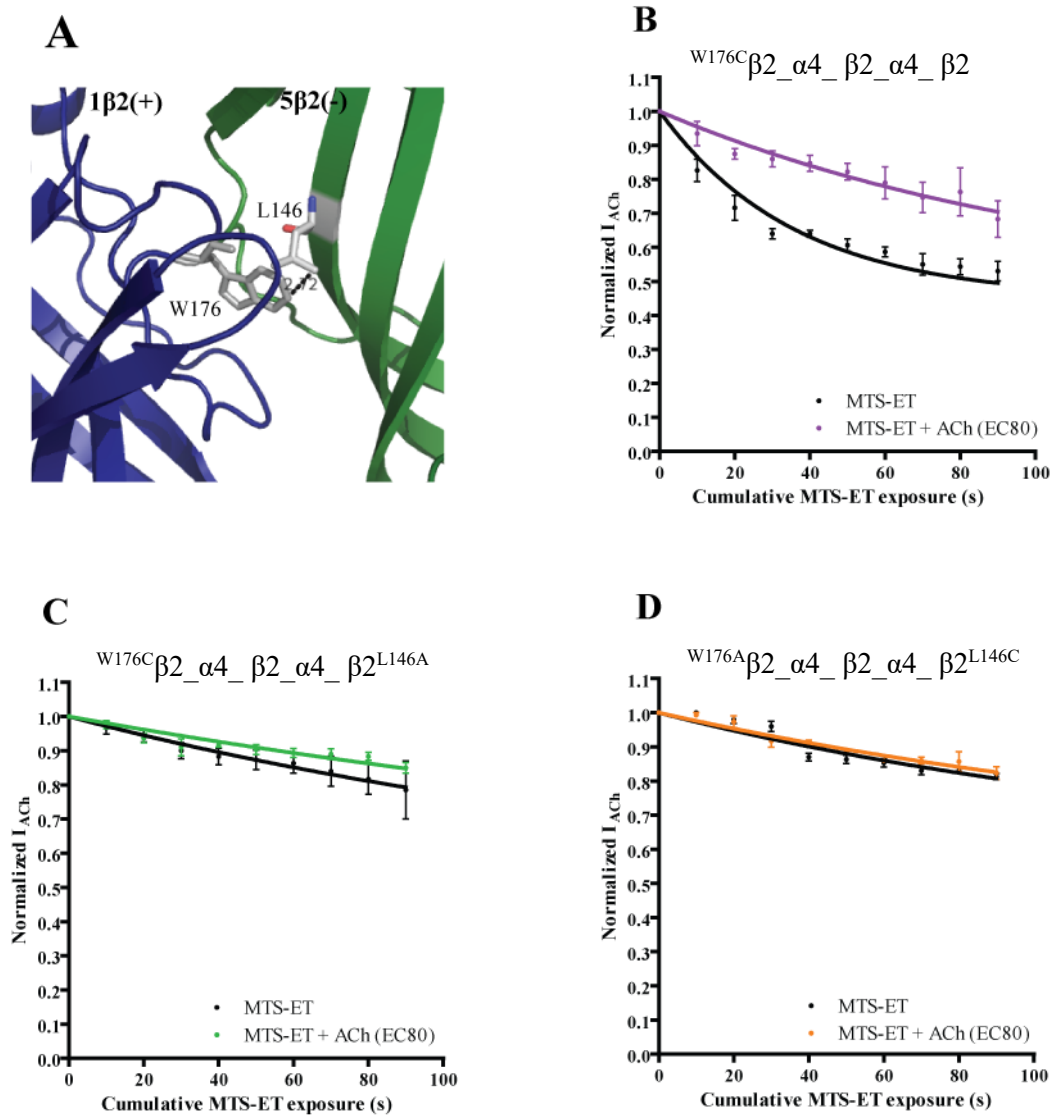 A
1β2(+) 5β2(-)
L146
2.72
W176
B
W176Cβ2_α4_ β2_α4_ β2
1.1
1.0
0.9
0.8
0.7
0.6
0.5
0.4
0.3
0.2
0.1
0.0
Normalized I ACh
MTS-ET
MTS-ET + ACh (EC80)
0 20 40 60 80 100
Cumulative MTS-ET exposure (s)
C
W176Cβ2_α4_ β2_α4_ β2L146A
1.1
1.0
0.9
0.8
0.7
0.6
0.5
0.4
0.3
0.2
0.1
0.0
Normalized I ACh
MTS-ET
MTS-ET + ACh (EC80)
0 20 40 60 80 100
Cumulative MTS-ET exposure (s)
D
W176Aβ2_α4_ β2_α4_ β2L146C
1.1
1.0
0.9
0.8
0.7
0.6
0.5
0.4
0.3
0.2
0.1
0.0
Normalized I ACh
MTS-ET
MTS-ET + ACh (EC80)
0 20 40 60 80 100
Cumulative MTS-ET exposure (s)